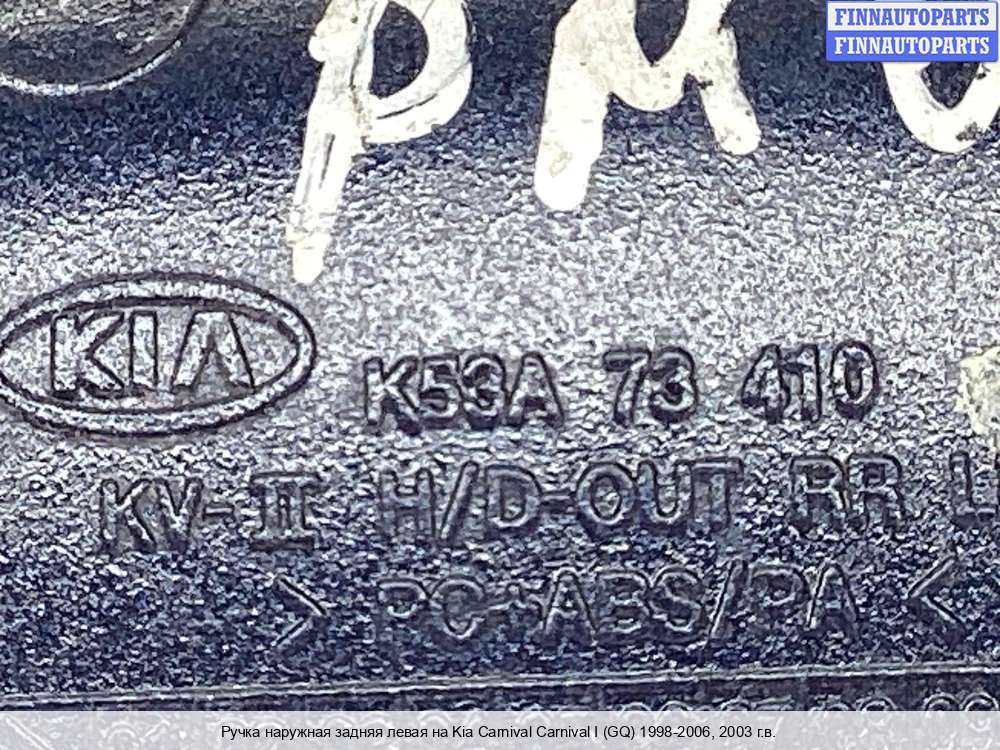 FINNAUTOPARTS
FINNAUTOPARTS
KIA K53A 73 410
KV-II H/D-OUT RR L
> PC+ABS/PA <
Ручка наружная задняя левая на Kia Carnival Carnival I (GQ) 1998-2006, 2003 г.в.